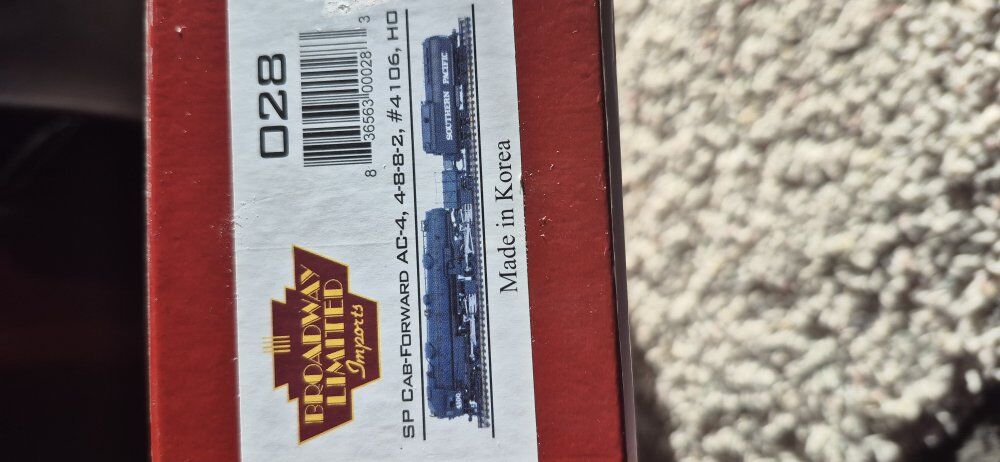 BROADWAY
LIMITED
Imports
028
8 36563 00028 3
SP CAB-FORWARD AC-4, 4-8-8-2, #4106, HO
SOUTHERN PACIFIC
Made in Korea